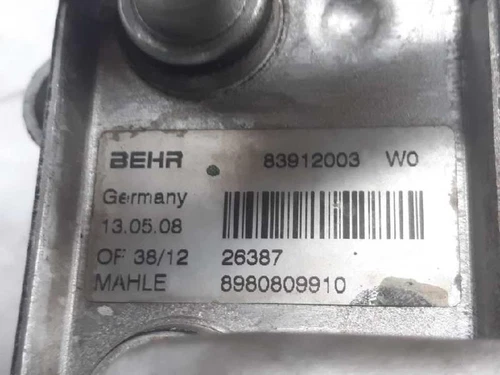 BEHR 83912003 W0
Germany
13.05.08
OF 38/12 26387
MAHLE 8980809910